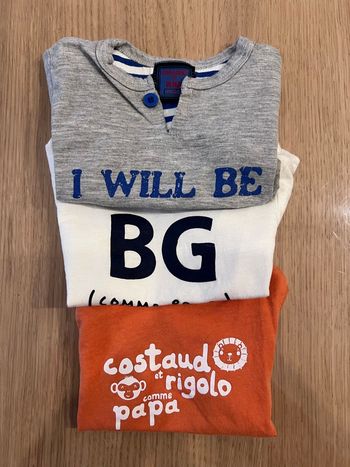 I WILL BE
BG
(COMME
costaud
et
rigolo
comme
papa